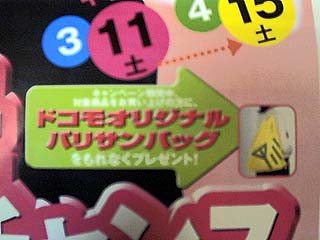 3 11 土
4 15 土
キャンペーン期間中、
対象商品をお買い上げの方に、
ドコモオリジナル
バリサンバッグ
をもれなくプレゼント!